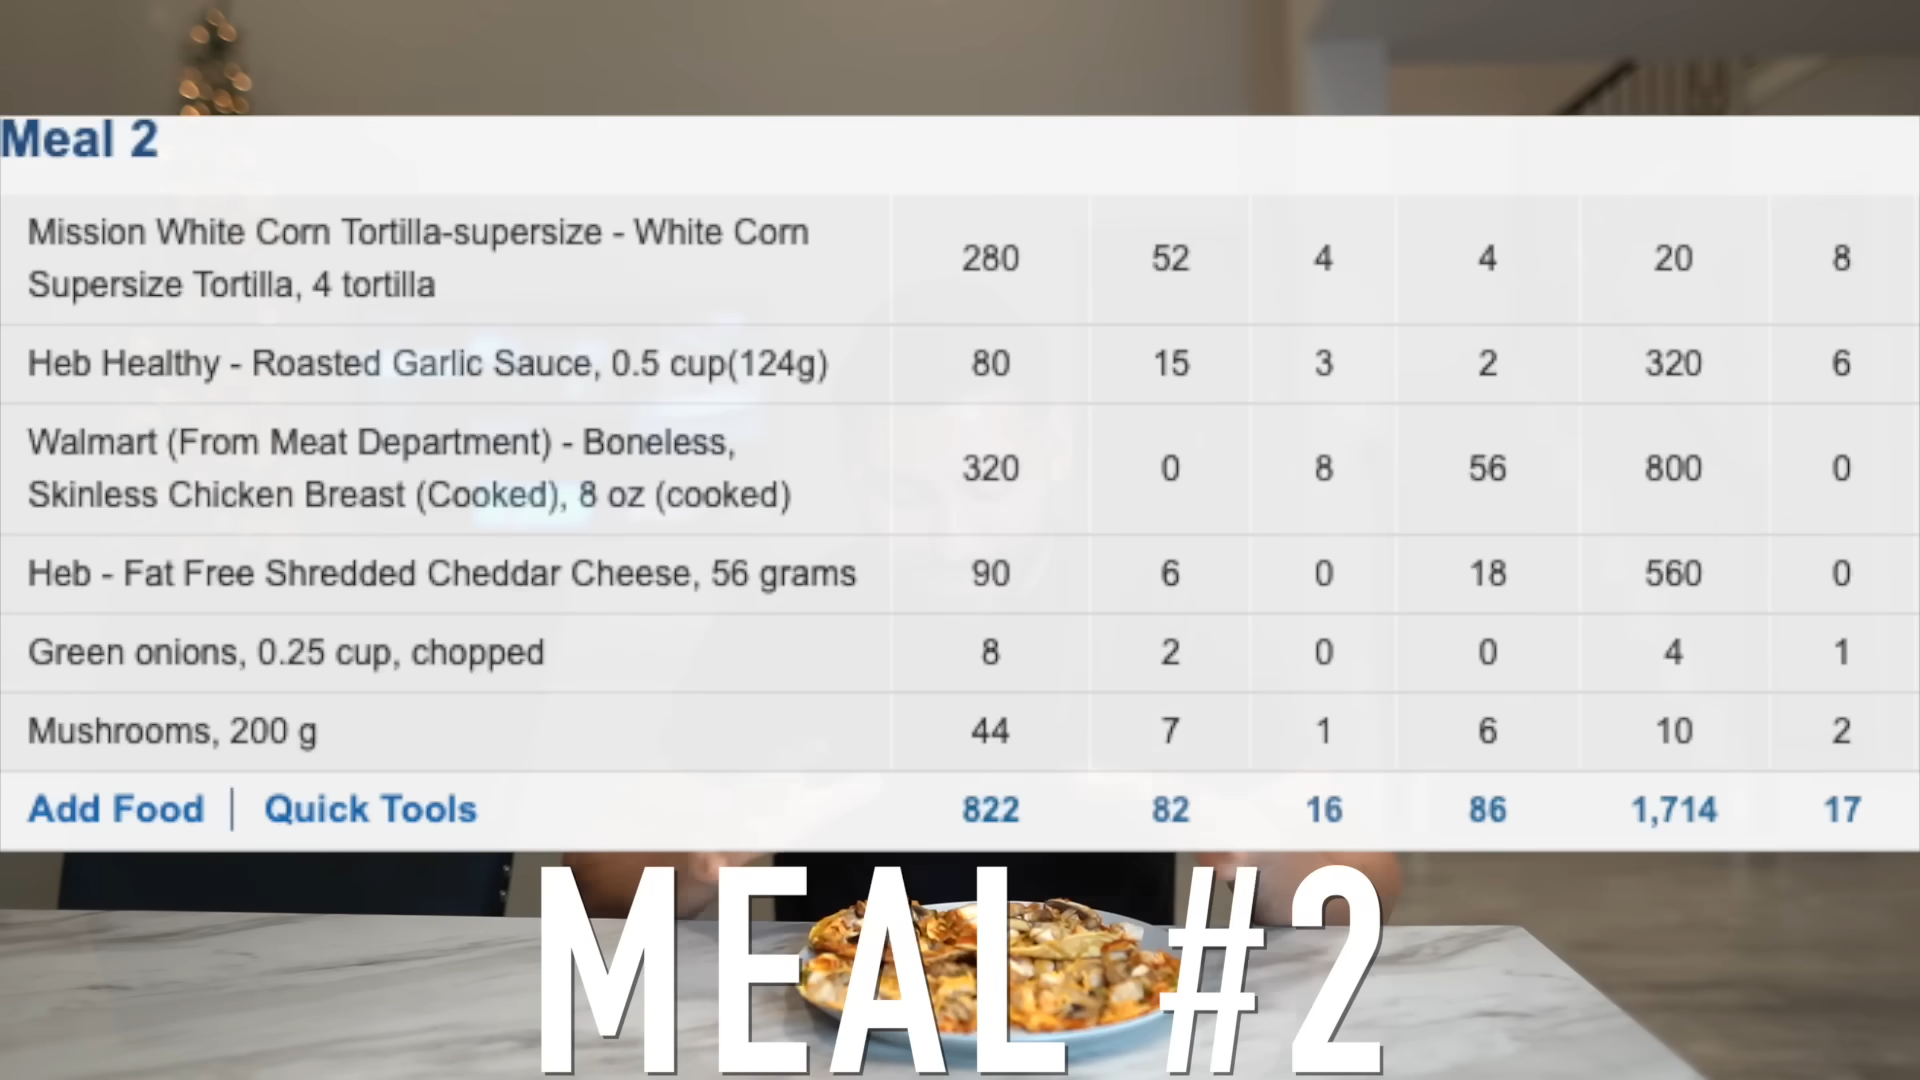 Meal 2
Mission White Corn Tortilla-supersize - White Corn
Supersize Tortilla, 4 tortilla 280 52 4 4 20 8
Heb Healthy - Roasted Garlic Sauce, 0.5 cup(124g) 80 15 3 2 320 6
Walmart (From Meat Department) - Boneless,
Skinless Chicken Breast (Cooked), 8 oz (cooked) 320 0 8 56 800 0
Heb - Fat Free Shredded Cheddar Cheese, 56 grams 90 6 0 18 560 0
Green onions, 0.25 cup, chopped 8 2 0 0 4 1
Mushrooms, 200 g 44 7 1 6 10 2
Add Food | Quick Tools 822 82 16 86 1,714 17
MEAL #2